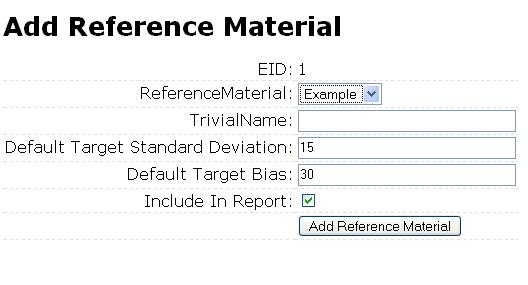 Add Reference Material
EID: 1
ReferenceMaterial: Example
TrivialName:
Default Target Standard Deviation: 15
Default Target Bias: 30
Include In Report:
Add Reference Material